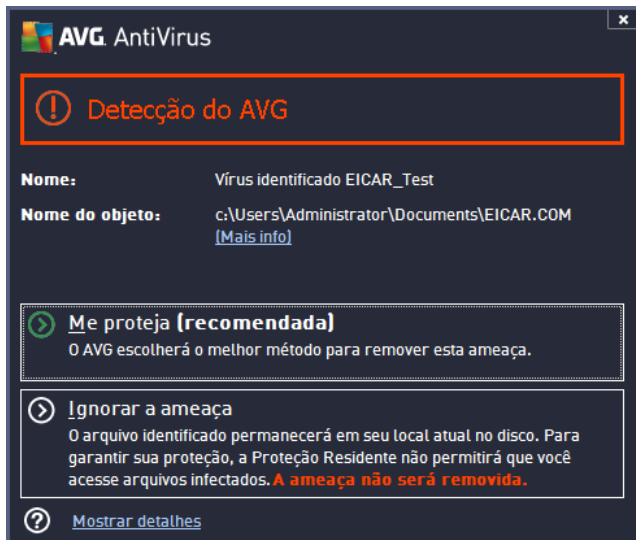 AVG. AntiVirus
Detecção do AVG
Nome: Vírus identificado EICAR_Test
Nome do objeto: c:\Users\Administrator\Documents\EICAR.COM
(Mais info)
Me proteja (recomendada)
O AVG escolherá o melhor método para remover esta ameaça.
Ignorar a ameaça
O arquivo identificado permanecerá em seu local atual no disco. Para
garantir sua proteção, a Proteção Residente não permitirá que você
acesse arquivos infectados. A ameaça não será removida.
Mostrar detalhes